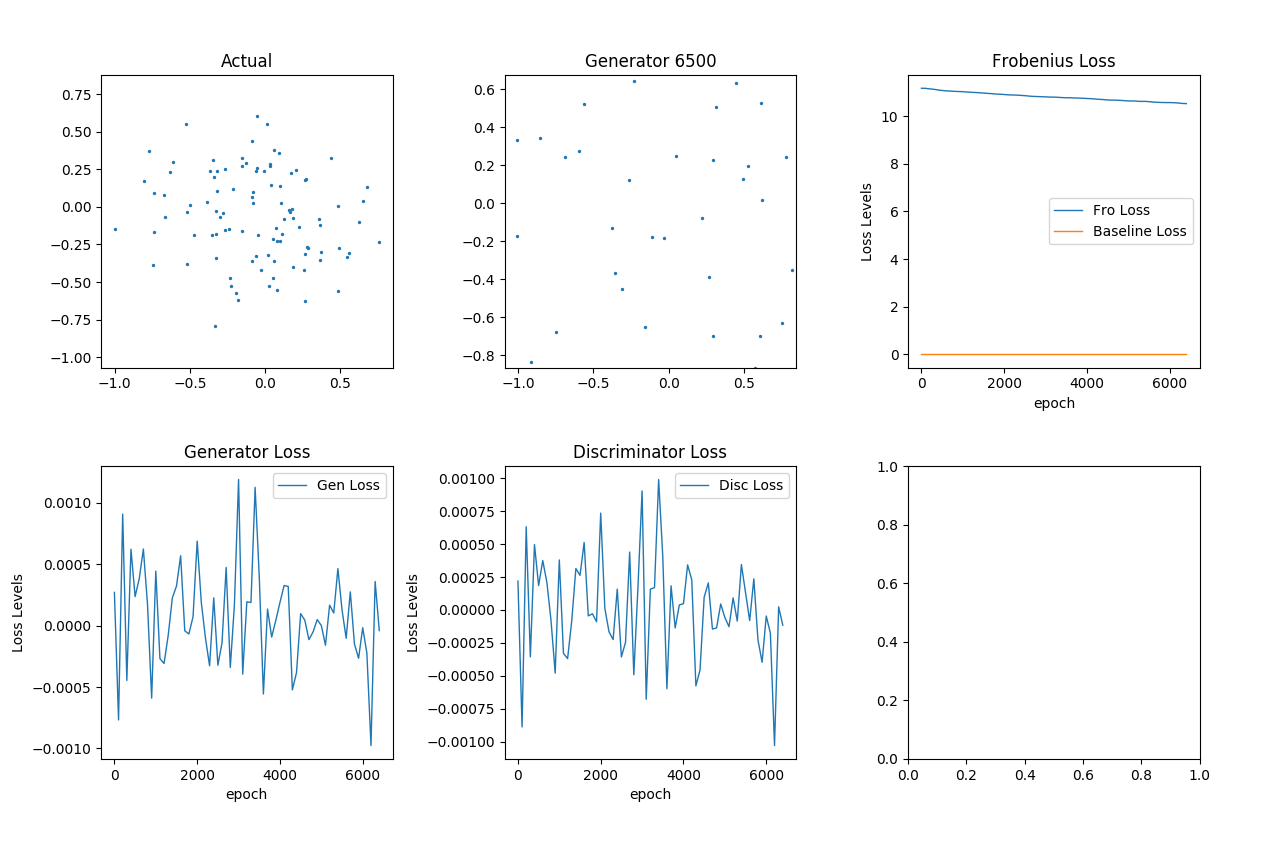 Actual
0.75
0.50
0.25
0.00
−0.25
−0.50
−0.75
−1.00
−1.0 −0.5 0.0 0.5
Generator 6500
0.6
0.4
0.2
0.0
−0.2
−0.4
−0.6
−0.8
−1.0 −0.5 0.0 0.5
Frobenius Loss
Loss Levels
10
8
6
4
2
0
Fro Loss
Baseline Loss
0 2000 4000 6000
epoch
Generator Loss
Loss Levels
0.0010
0.0005
0.0000
−0.0005
−0.0010
Gen Loss
0 2000 4000 6000
epoch
Discriminator Loss
Loss Levels
0.00100
0.00075
0.00050
0.00025
0.00000
−0.00025
−0.00050
−0.00075
−0.00100
Disc Loss
0 2000 4000 6000
epoch
1.0
0.8
0.6
0.4
0.2
0.0
0.0 0.2 0.4 0.6 0.8 1.0